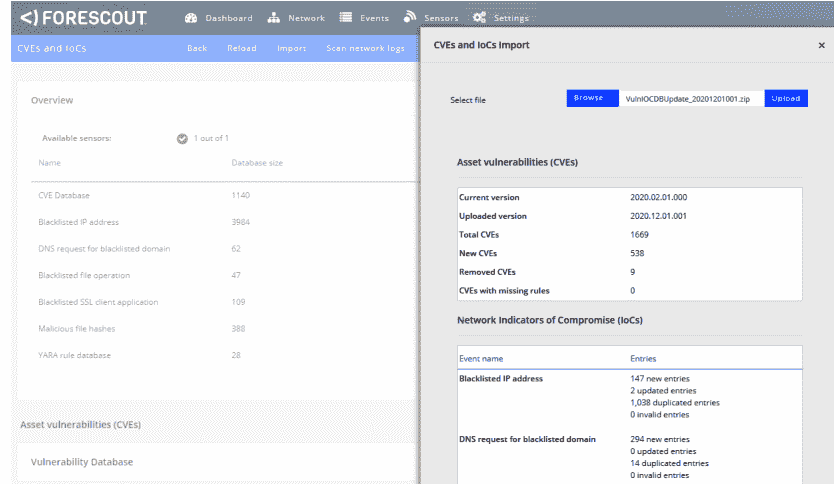 <) FORESCOUT
Dashboard
Network
Events
Sensors
Settings
CVEs and IoCs
Back
Reload
Import
Scan network logs
Overview
Available sensors:
1 out of 1
Name Database size
CVE Database 1140
Blacklisted IP address 3984
DNS request for blacklisted domain 62
Blacklisted file operation 47
Blacklisted SSL client application 109
Malicious file hashes 388
YARA rule database 28
Asset vulnerabilities (CVEs)
Vulnerability Database
CVEs and IoCs Import ×
Select file Browse VulnIOCDBUpdate_20201201001.zip Upload
Asset vulnerabilities (CVEs)
Current version 2020.02.01.000
Uploaded version 2020.12.01.001
Total CVEs 1669
New CVEs 538
Removed CVEs 9
CVEs with missing rules 0
Network Indicators of Compromise (IoCs)
Event name Entries
Blacklisted IP address 147 new entries
2 updated entries
1,038 duplicated entries
0 invalid entries
DNS request for blacklisted domain 294 new entries
0 updated entries
14 duplicated entries
0 invalid entries